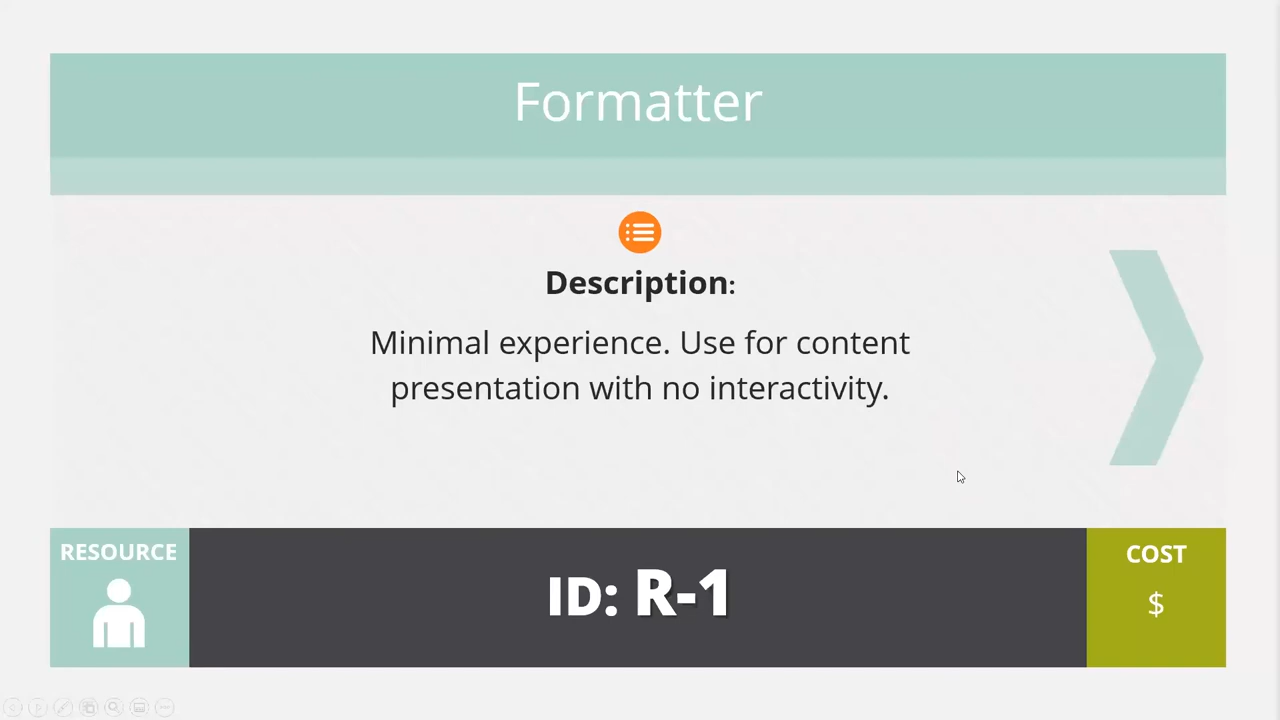 Formatter
Description:
Minimal experience. Use for content
presentation with no interactivity.
RESOURCE
ID: R-1
COST
$